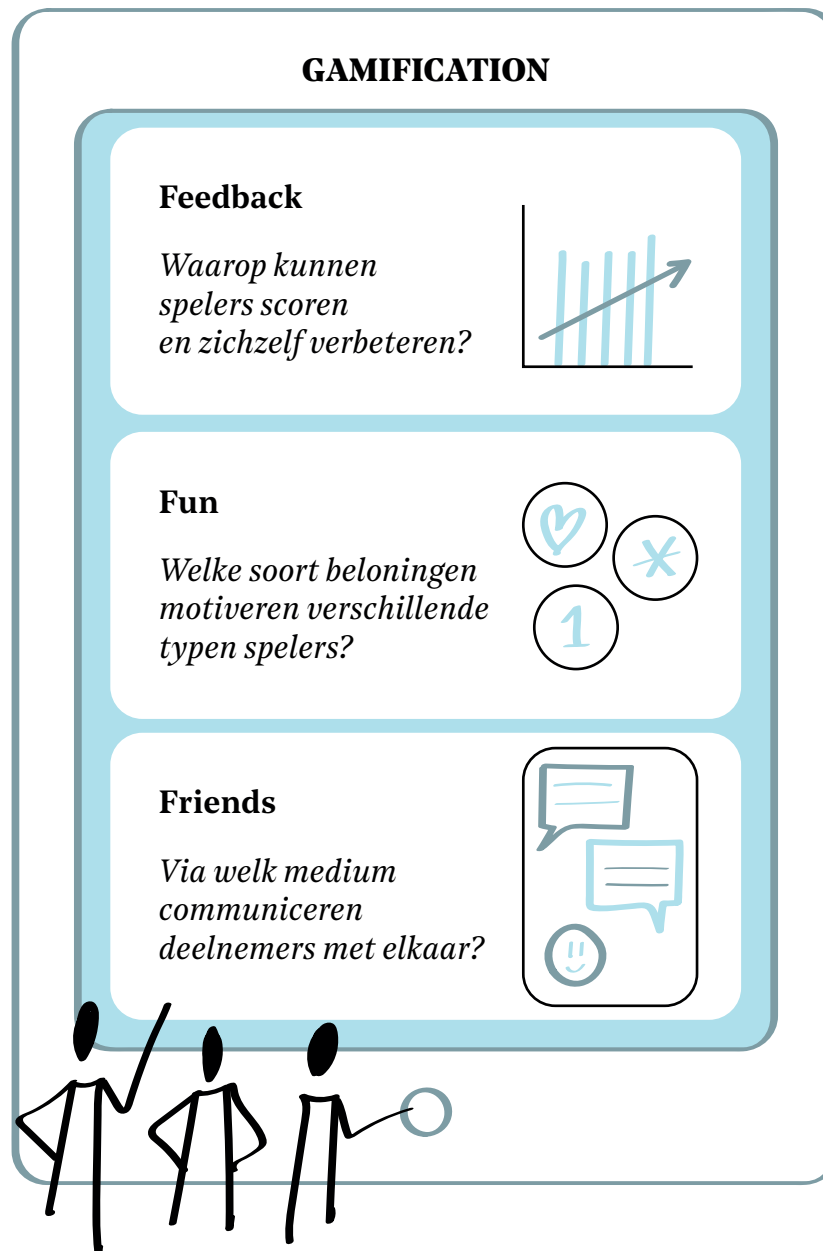 GAMIFICATION
Feedback
Waarop kunnen
spelers scoren
en zichzelf verbeteren?
Fun
Welke soort beloningen
motiveren verschillende
typen spelers?
1
Friends
Via welk medium
communiceren
deelnemers met elkaar?